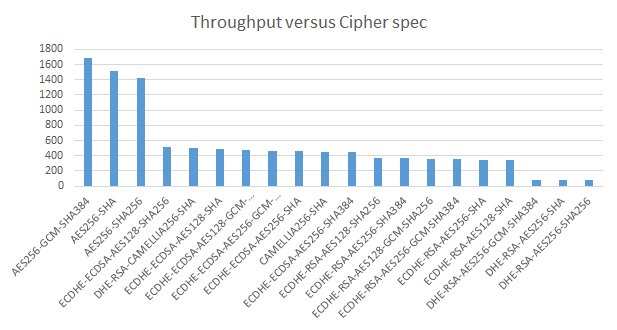 Throughput versus Cipher spec
1800
1600
1400
1200
1000
800
600
400
200
0
AES256-GCM-SHA384
AES256-SHA
AES256-SHA256
ECDHE-ECDSA-AES128-SHA256
DHE-RSA-CAMELLIA256-SHA
ECDHE-ECDSA-AES128-SHA
ECDHE-ECDSA-AES128-GCM-...
ECDHE-ECDSA-AES256-GCM-...
ECDHE-ECDSA-AES256-SHA
CAMELLIA256-SHA
ECDHE-ECDSA-AES256-SHA384
ECDHE-RSA-AES128-SHA256
ECDHE-RSA-AES256-SHA384
ECDHE-RSA-AES128-GCM-SHA256
ECDHE-RSA-AES256-GCM-SHA384
ECDHE-RSA-AES256-SHA
ECDHE-RSA-AES128-SHA
DHE-RSA-AES256-GCM-SHA384
DHE-RSA-AES256-SHA
DHE-RSA-AES256-SHA256